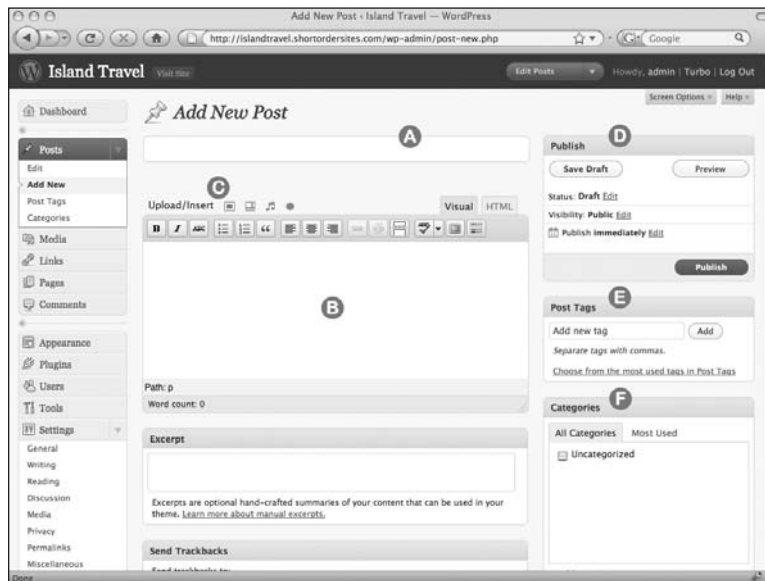 Add New Post ‹ Island Travel — WordPress
http://islandtravel.shortordersites.com/wp-admin/post-new.php
G Google
Island Travel Visit Site
Edit Posts
Howdy, admin | Turbo | Log Out
Screen Options
Help
Dashboard
Posts
Edit
Add New
Post Tags
Categories
Media
Links
Pages
Comments
Appearance
Plugins
Users
Tools
Settings
General
Writing
Reading
Discussion
Media
Privacy
Permalinks
Miscellaneous
Add New Post
A
C
Upload/Insert
Visual HTML
B I ABC
B
Path: p
Word count: 0
Excerpt
Excerpts are optional hand-crafted summaries of your content that can be used in your
theme. Learn more about manual excerpts.
Send Trackbacks
Send trackbacks to:
Publish
D
Save Draft
Preview
Status: Draft Edit
Visibility: Public Edit
Publish immediately Edit
Publish
Post Tags
E
Add new tag
Add
Separate tags with commas.
Choose from the most used tags in Post Tags
Categories
F
All Categories Most Used
Uncategorized
Done